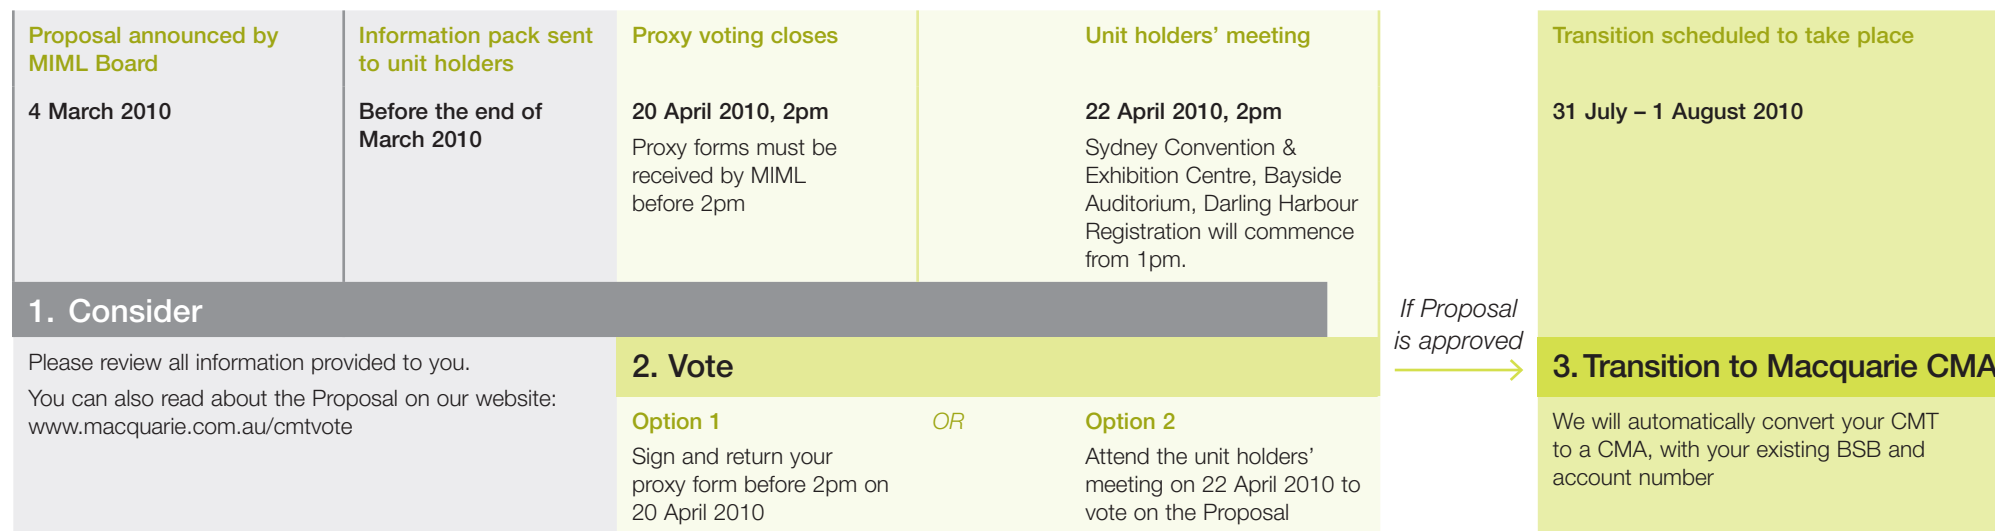 Proposal announced by
MIML Board
4 March 2010
Information pack sent
to unit holders
Before the end of
March 2010
Proxy voting closes
20 April 2010, 2pm
Proxy forms must be
received by MIML
before 2pm
Unit holders’ meeting
22 April 2010, 2pm
Sydney Convention &
Exhibition Centre, Bayside
Auditorium, Darling Harbour
Registration will commence
from 1pm.
Transition scheduled to take place
31 July – 1 August 2010
1. Consider
Please review all information provided to you.
You can also read about the Proposal on our website:
www.macquarie.com.au/cmtvote
2. Vote
Option 1
Sign and return your
proxy form before 2pm on
20 April 2010
OR
Option 2
Attend the unit holders’
meeting on 22 April 2010 to
vote on the Proposal
If Proposal
is approved
3. Transition to Macquarie CMA
We will automatically convert your CMT
to a CMA, with your existing BSB and
account number